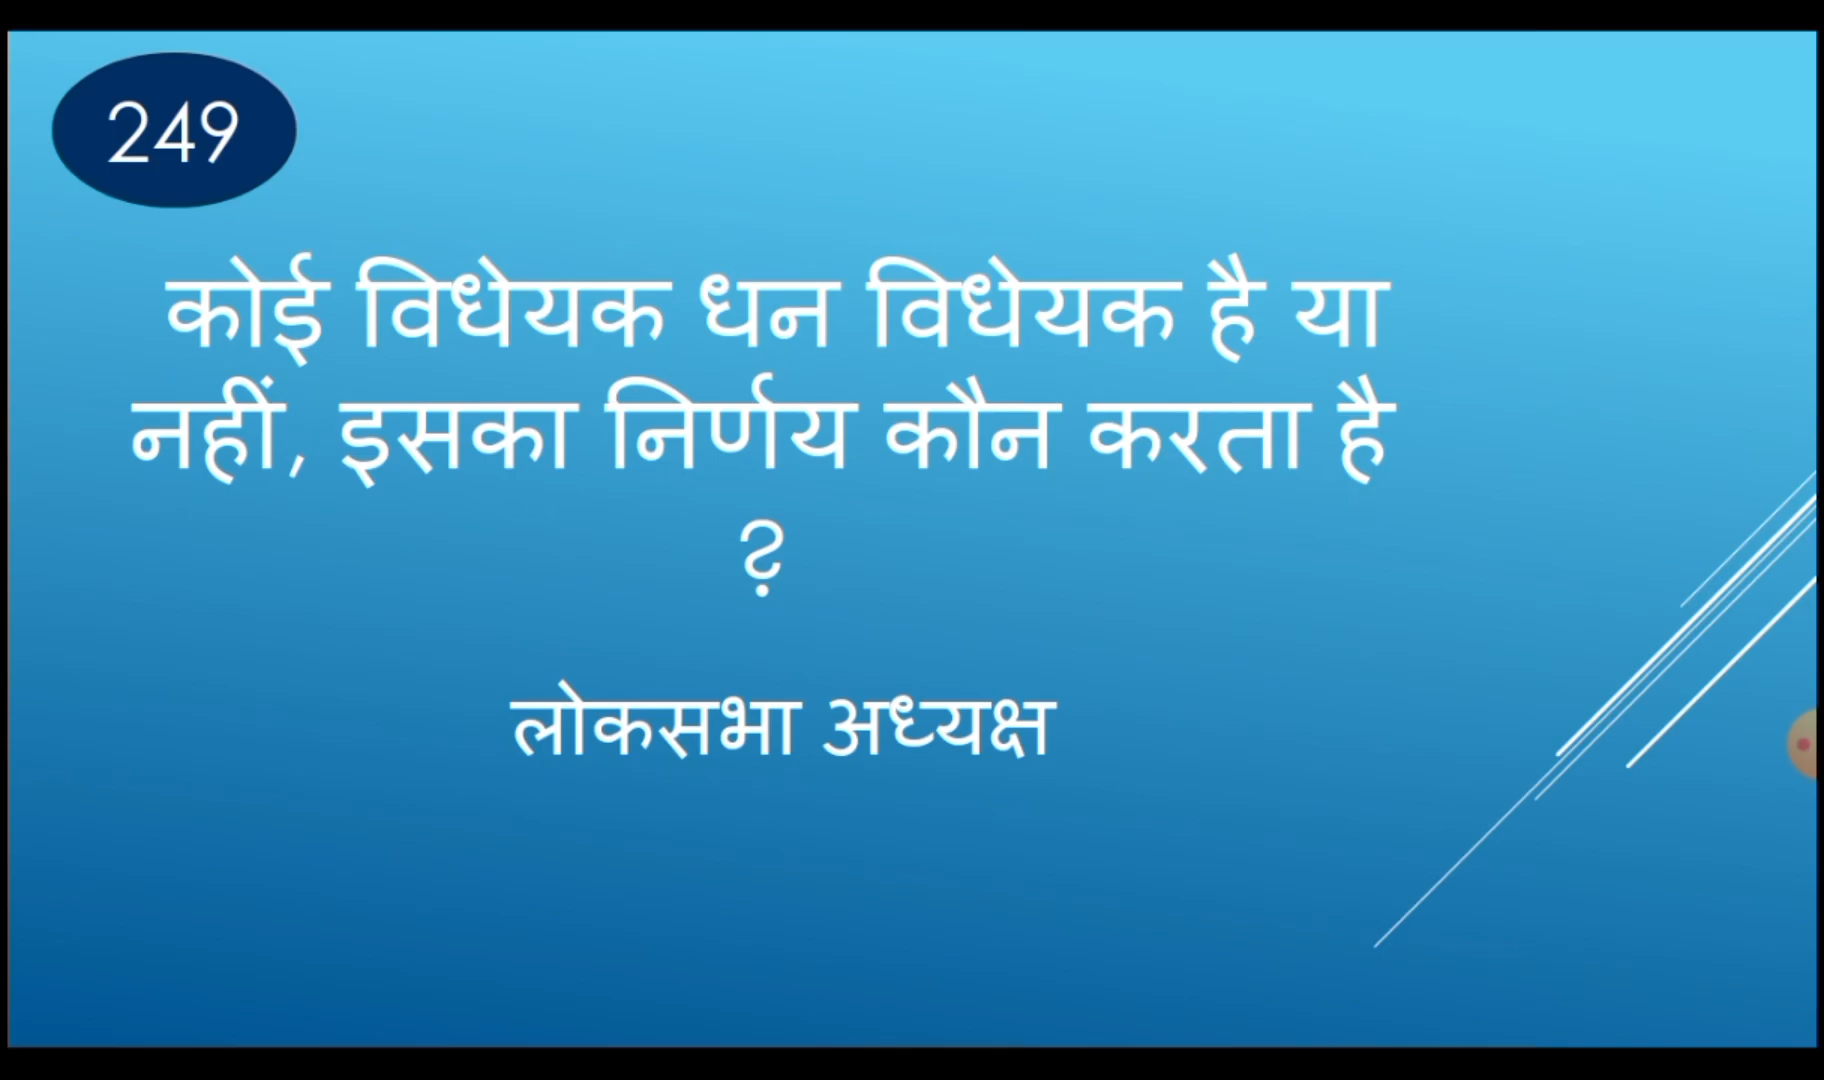 249
कोई विधेयक धन विधेयक है या
नहीं, इसका निर्णय कौन करता है
?
लोकसभा अध्यक्ष